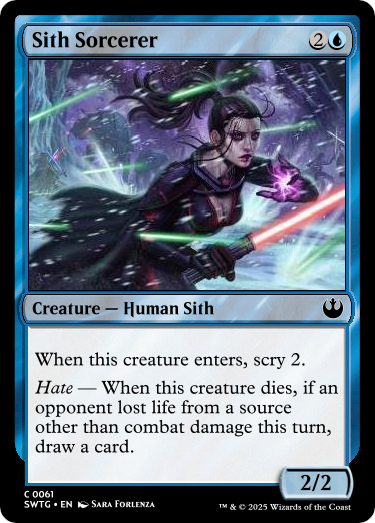 Sith Sorcerer 2
Creature — Human Sith
When this creature enters, scry 2.
Hate — When this creature dies, if an
opponent lost life from a source
other than combat damage this turn,
draw a card.
2/2
C 0061
SWTG • EN Sara Forlenza
™ & © 2025 Wizards of the Coast